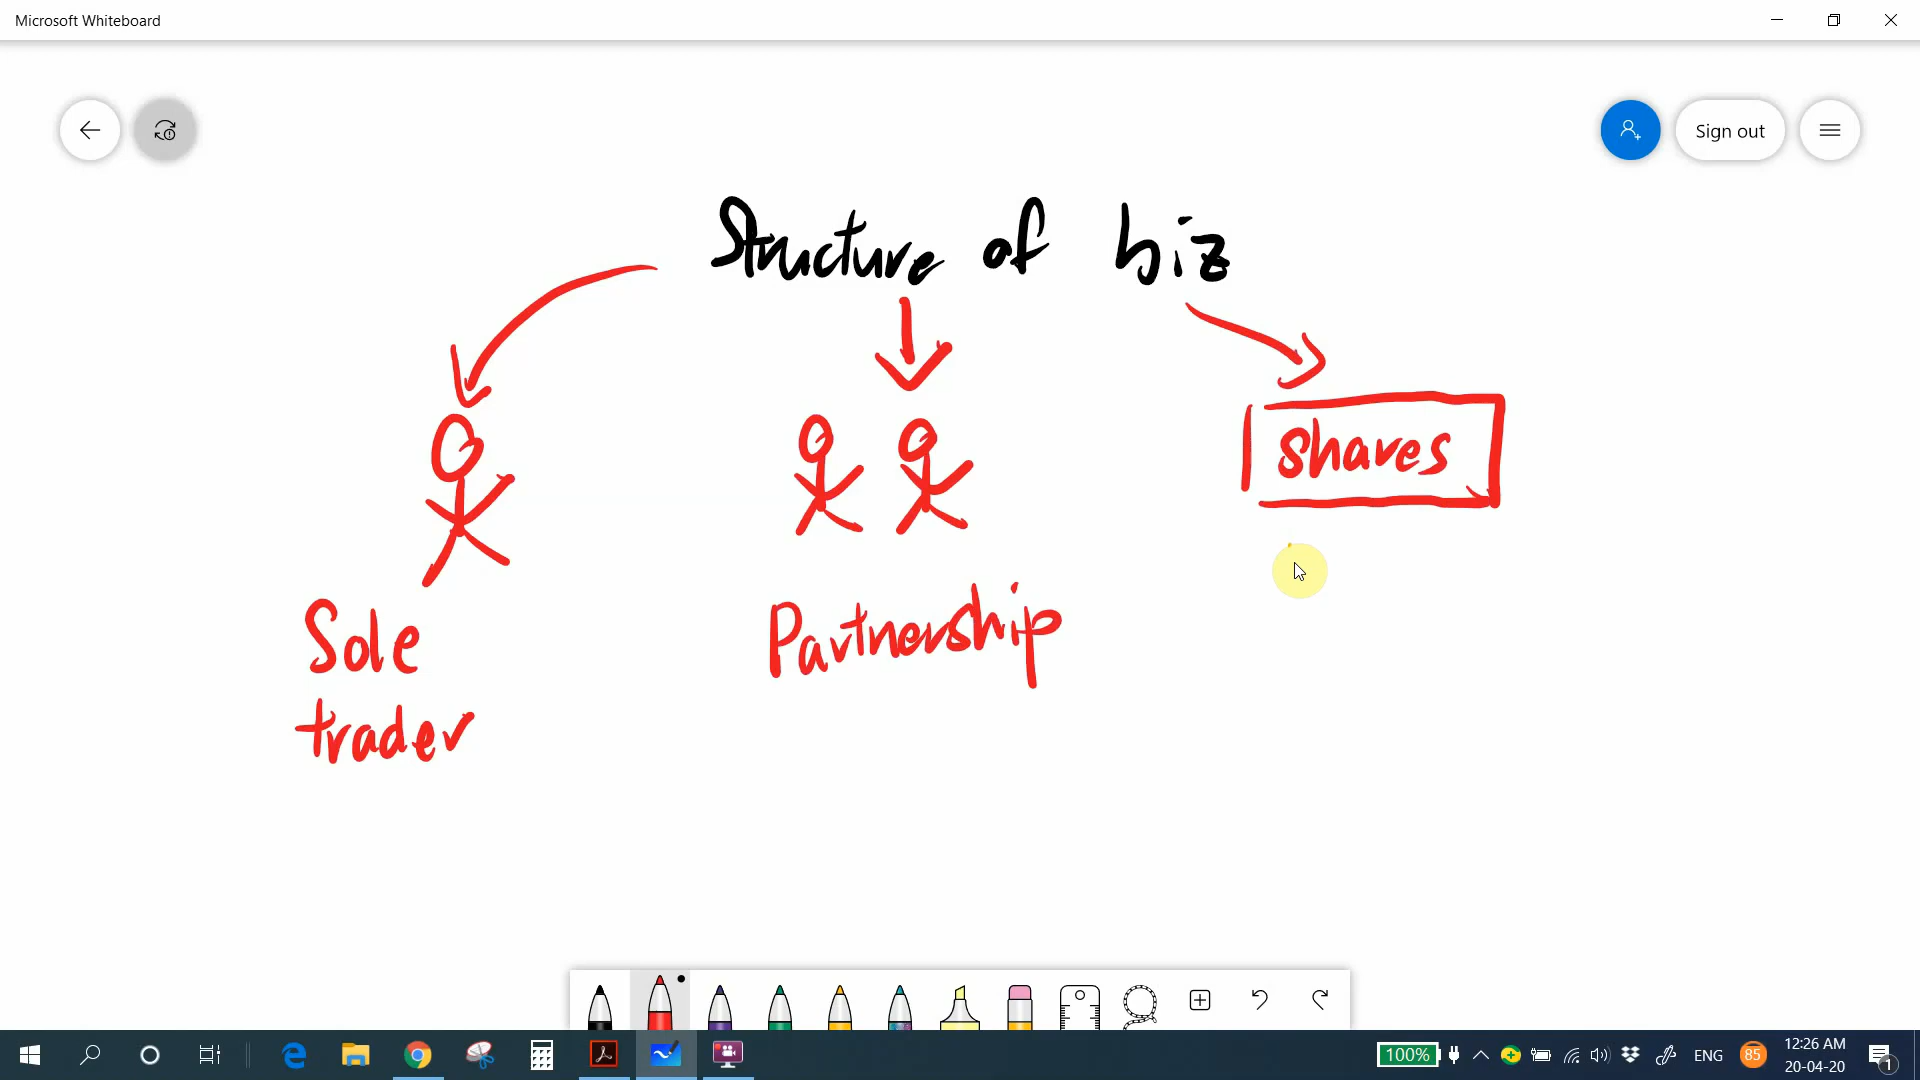 Microsoft Whiteboard
Sign out
Structure of biz
shares
Sole
trader
Partnership
100%
ENG
85
12:26 AM
20-04-20
1